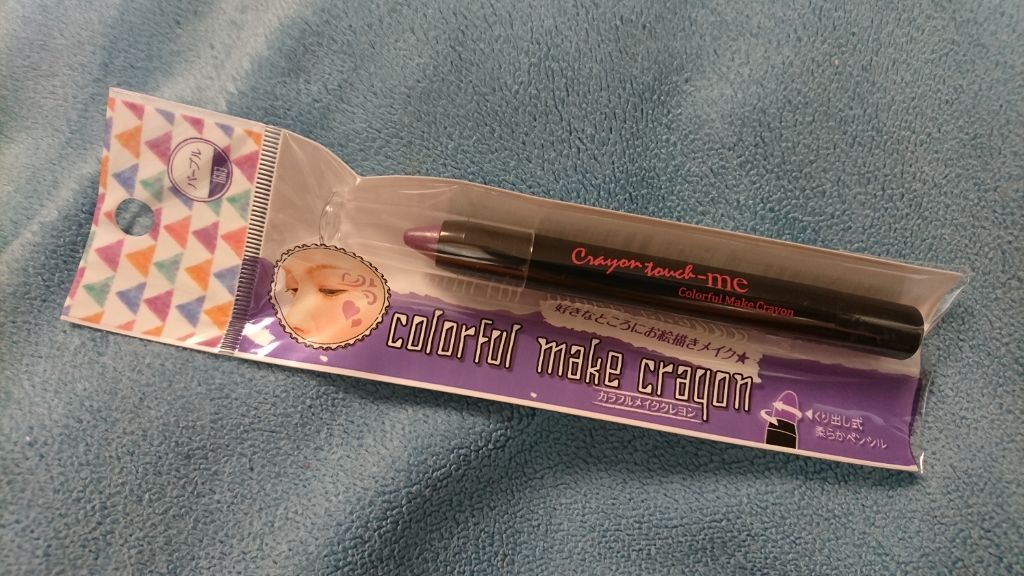 パープル
Crayon touch-me
Colorful Make Crayon
好きなところにお絵描きメイク★
colorful make crayon
カラフルメイククレヨン
くり出し式
柔らかペンシル